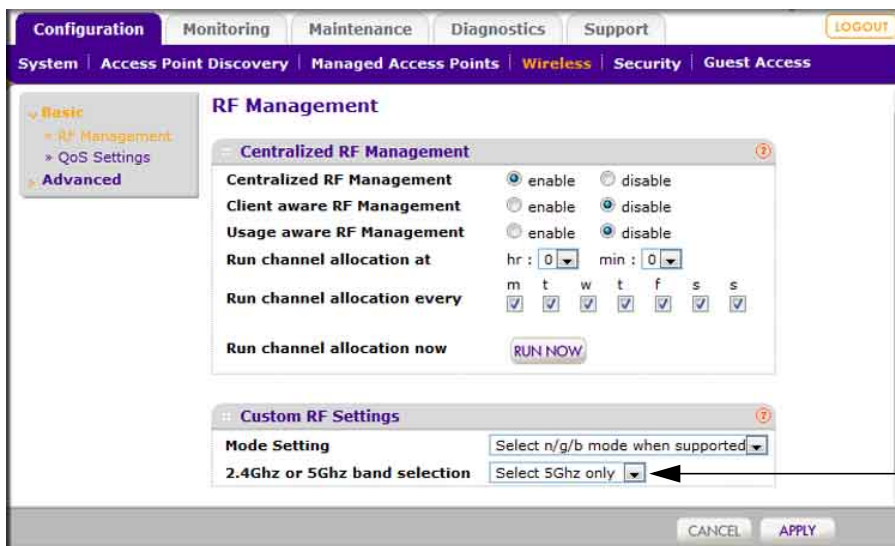 Configuration Monitoring Maintenance Diagnostics Support LOGOUT
System Access Point Discovery Managed Access Points Wireless Security Guest Access
Basic
» RF Management
» QoS Settings
Advanced
RF Management
Centralized RF Management ?
Centralized RF Management enable disable
Client aware RF Management enable disable
Usage aware RF Management enable disable
Run channel allocation at hr : 0 min : 0
m t w t f s s
Run channel allocation every
Run channel allocation now RUN NOW
Custom RF Settings ?
Mode Setting Select n/g/b mode when supported
2.4Ghz or 5Ghz band selection Select 5Ghz only
CANCEL APPLY